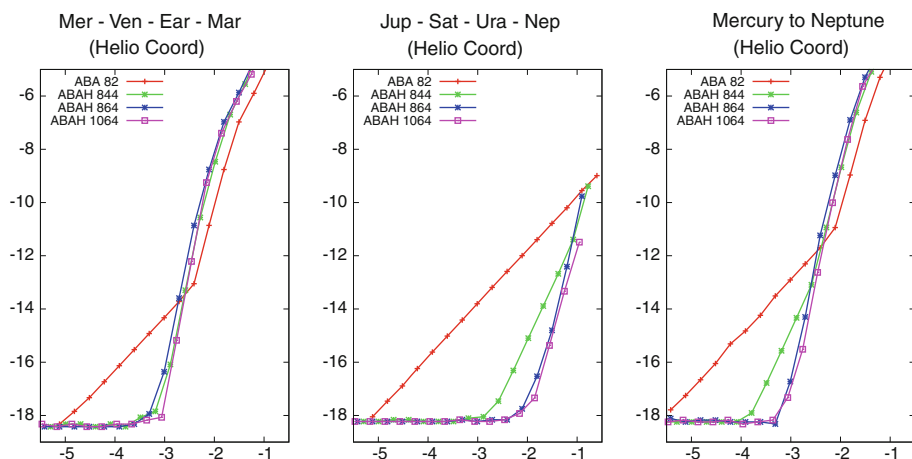 Mer - Ven - Ear - Mar
(Helio Coord)
ABA 82
ABAH 844
ABAH 864
ABAH 1064
-6
-8
-10
-12
-14
-16
-18
-5 -4 -3 -2 -1
Jup - Sat - Ura - Nep
(Helio Coord)
ABA 82
ABAH 844
ABAH 864
ABAH 1064
-6
-8
-10
-12
-14
-16
-18
-5 -4 -3 -2 -1
Mercury to Neptune
(Helio Coord)
ABA 82
ABAH 844
ABAH 864
ABAH 1064
-6
-8
-10
-12
-14
-16
-18
-5 -4 -3 -2 -1